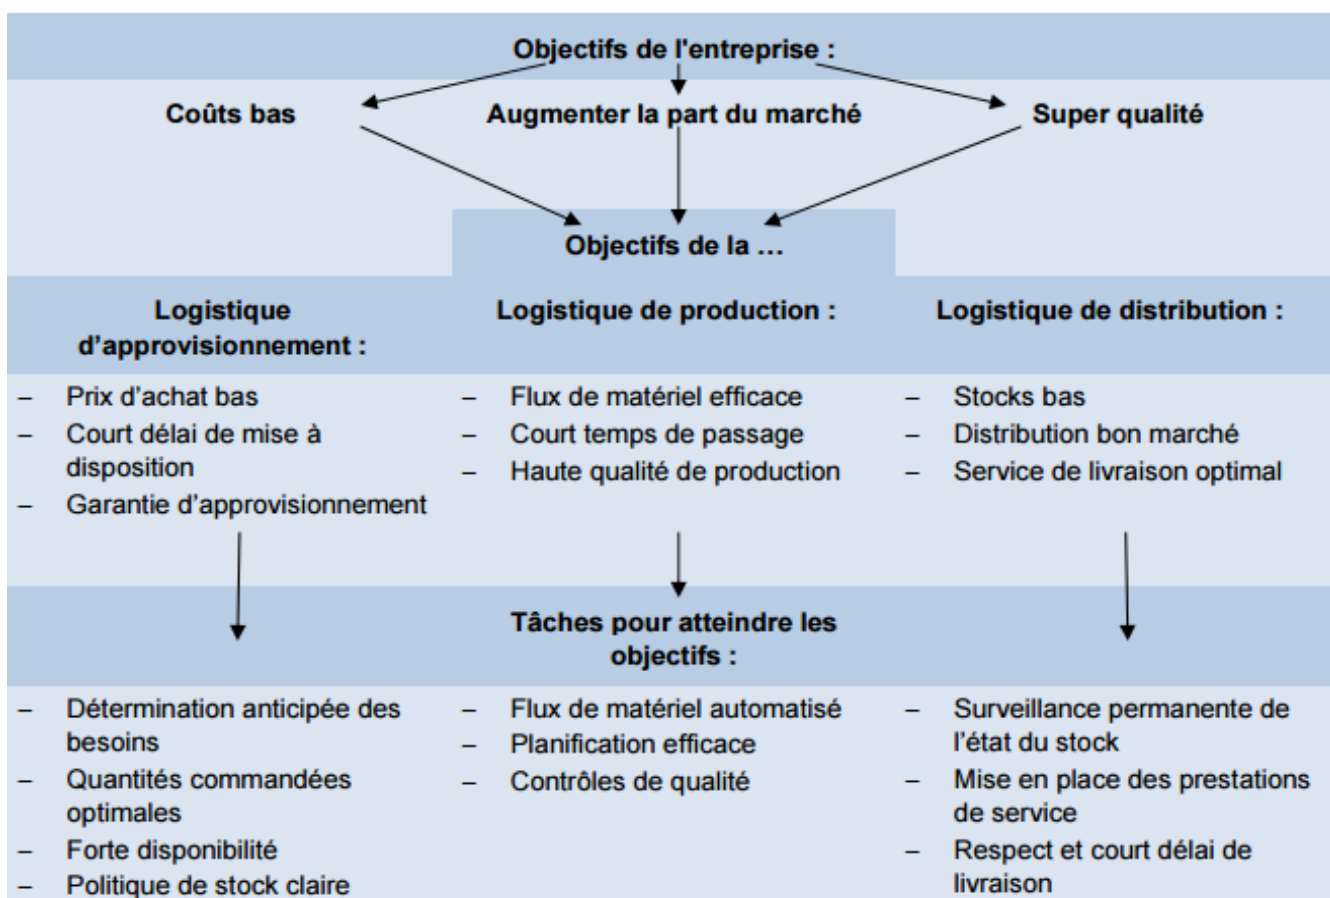 Objectifs de l'entreprise :
Coûts bas
Augmenter la part du marché
Super qualité
Objectifs de la …
Logistique
d’approvisionnement :
Logistique de production :
Logistique de distribution :
– Prix d’achat bas
– Court délai de mise à
disposition
– Garantie d’approvisionnement
– Flux de matériel efficace
– Court temps de passage
– Haute qualité de production
– Stocks bas
– Distribution bon marché
– Service de livraison optimal
Tâches pour atteindre les
objectifs :
– Détermination anticipée des
besoins
– Quantités commandées
optimales
– Forte disponibilité
– Politique de stock claire
– Flux de matériel automatisé
– Planification efficace
– Contrôles de qualité
– Surveillance permanente de
l’état du stock
– Mise en place des prestations
de service
– Respect et court délai de
livraison